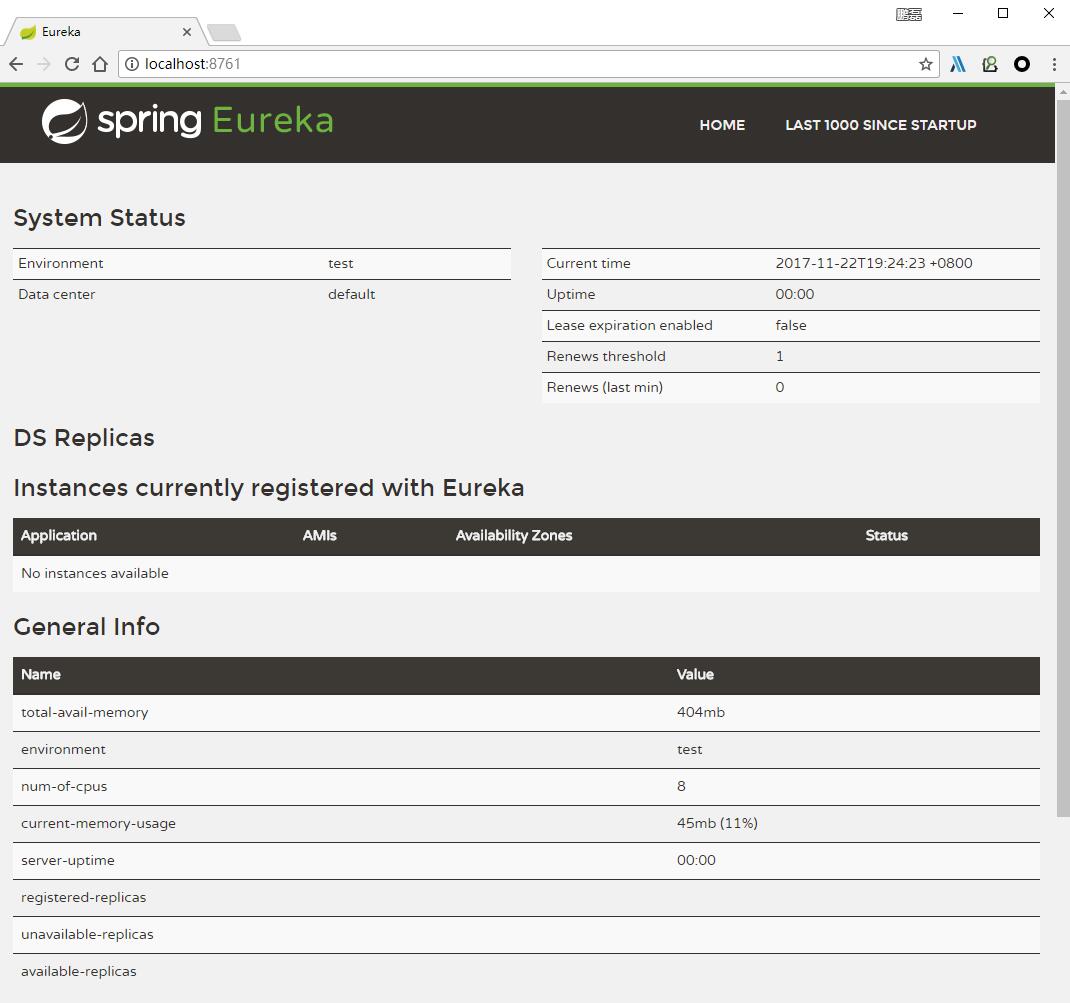 鹏磊
Eureka
localhost:8761
spring Eureka
HOME LAST 1000 SINCE STARTUP
System Status
Environment test
Data center default
Current time 2017-11-22T19:24:23 +0800
Uptime 00:00
Lease expiration enabled false
Renews threshold 1
Renews (last min) 0
DS Replicas
Instances currently registered with Eureka
Application AMIs Availability Zones Status
No instances available
General Info
Name Value
total-avail-memory 404mb
environment test
num-of-cpus 8
current-memory-usage 45mb (11%)
server-uptime 00:00
registered-replicas
unavailable-replicas
available-replicas